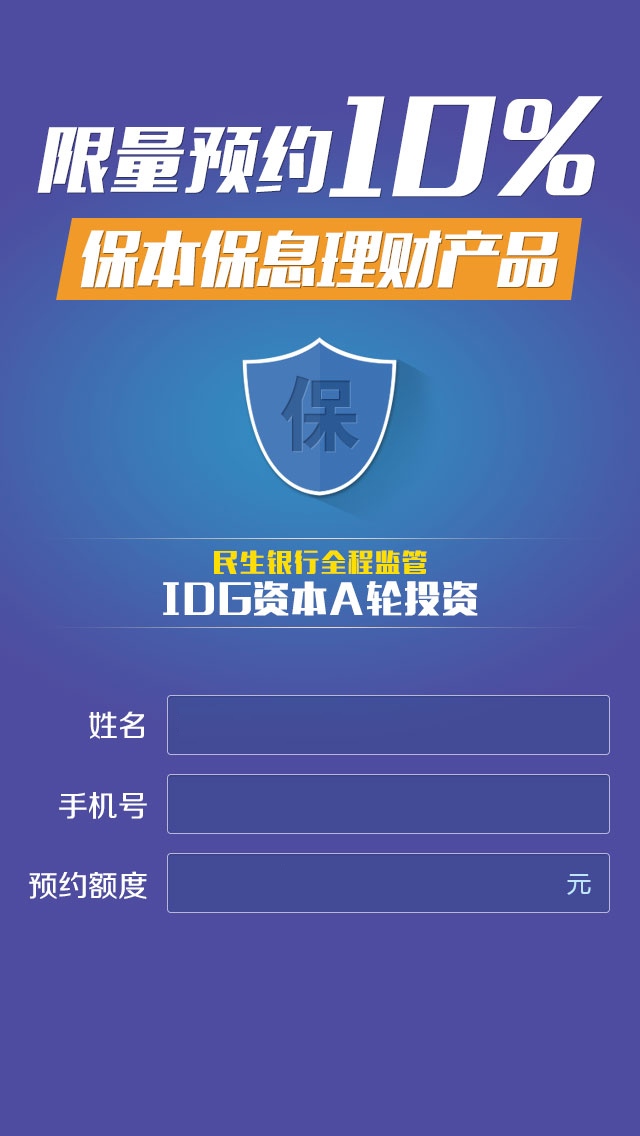 限量预约10%
保本保息理财产品
保
民生银行全程监管
IDG资本A轮投资
姓名
手机号
预约额度 元